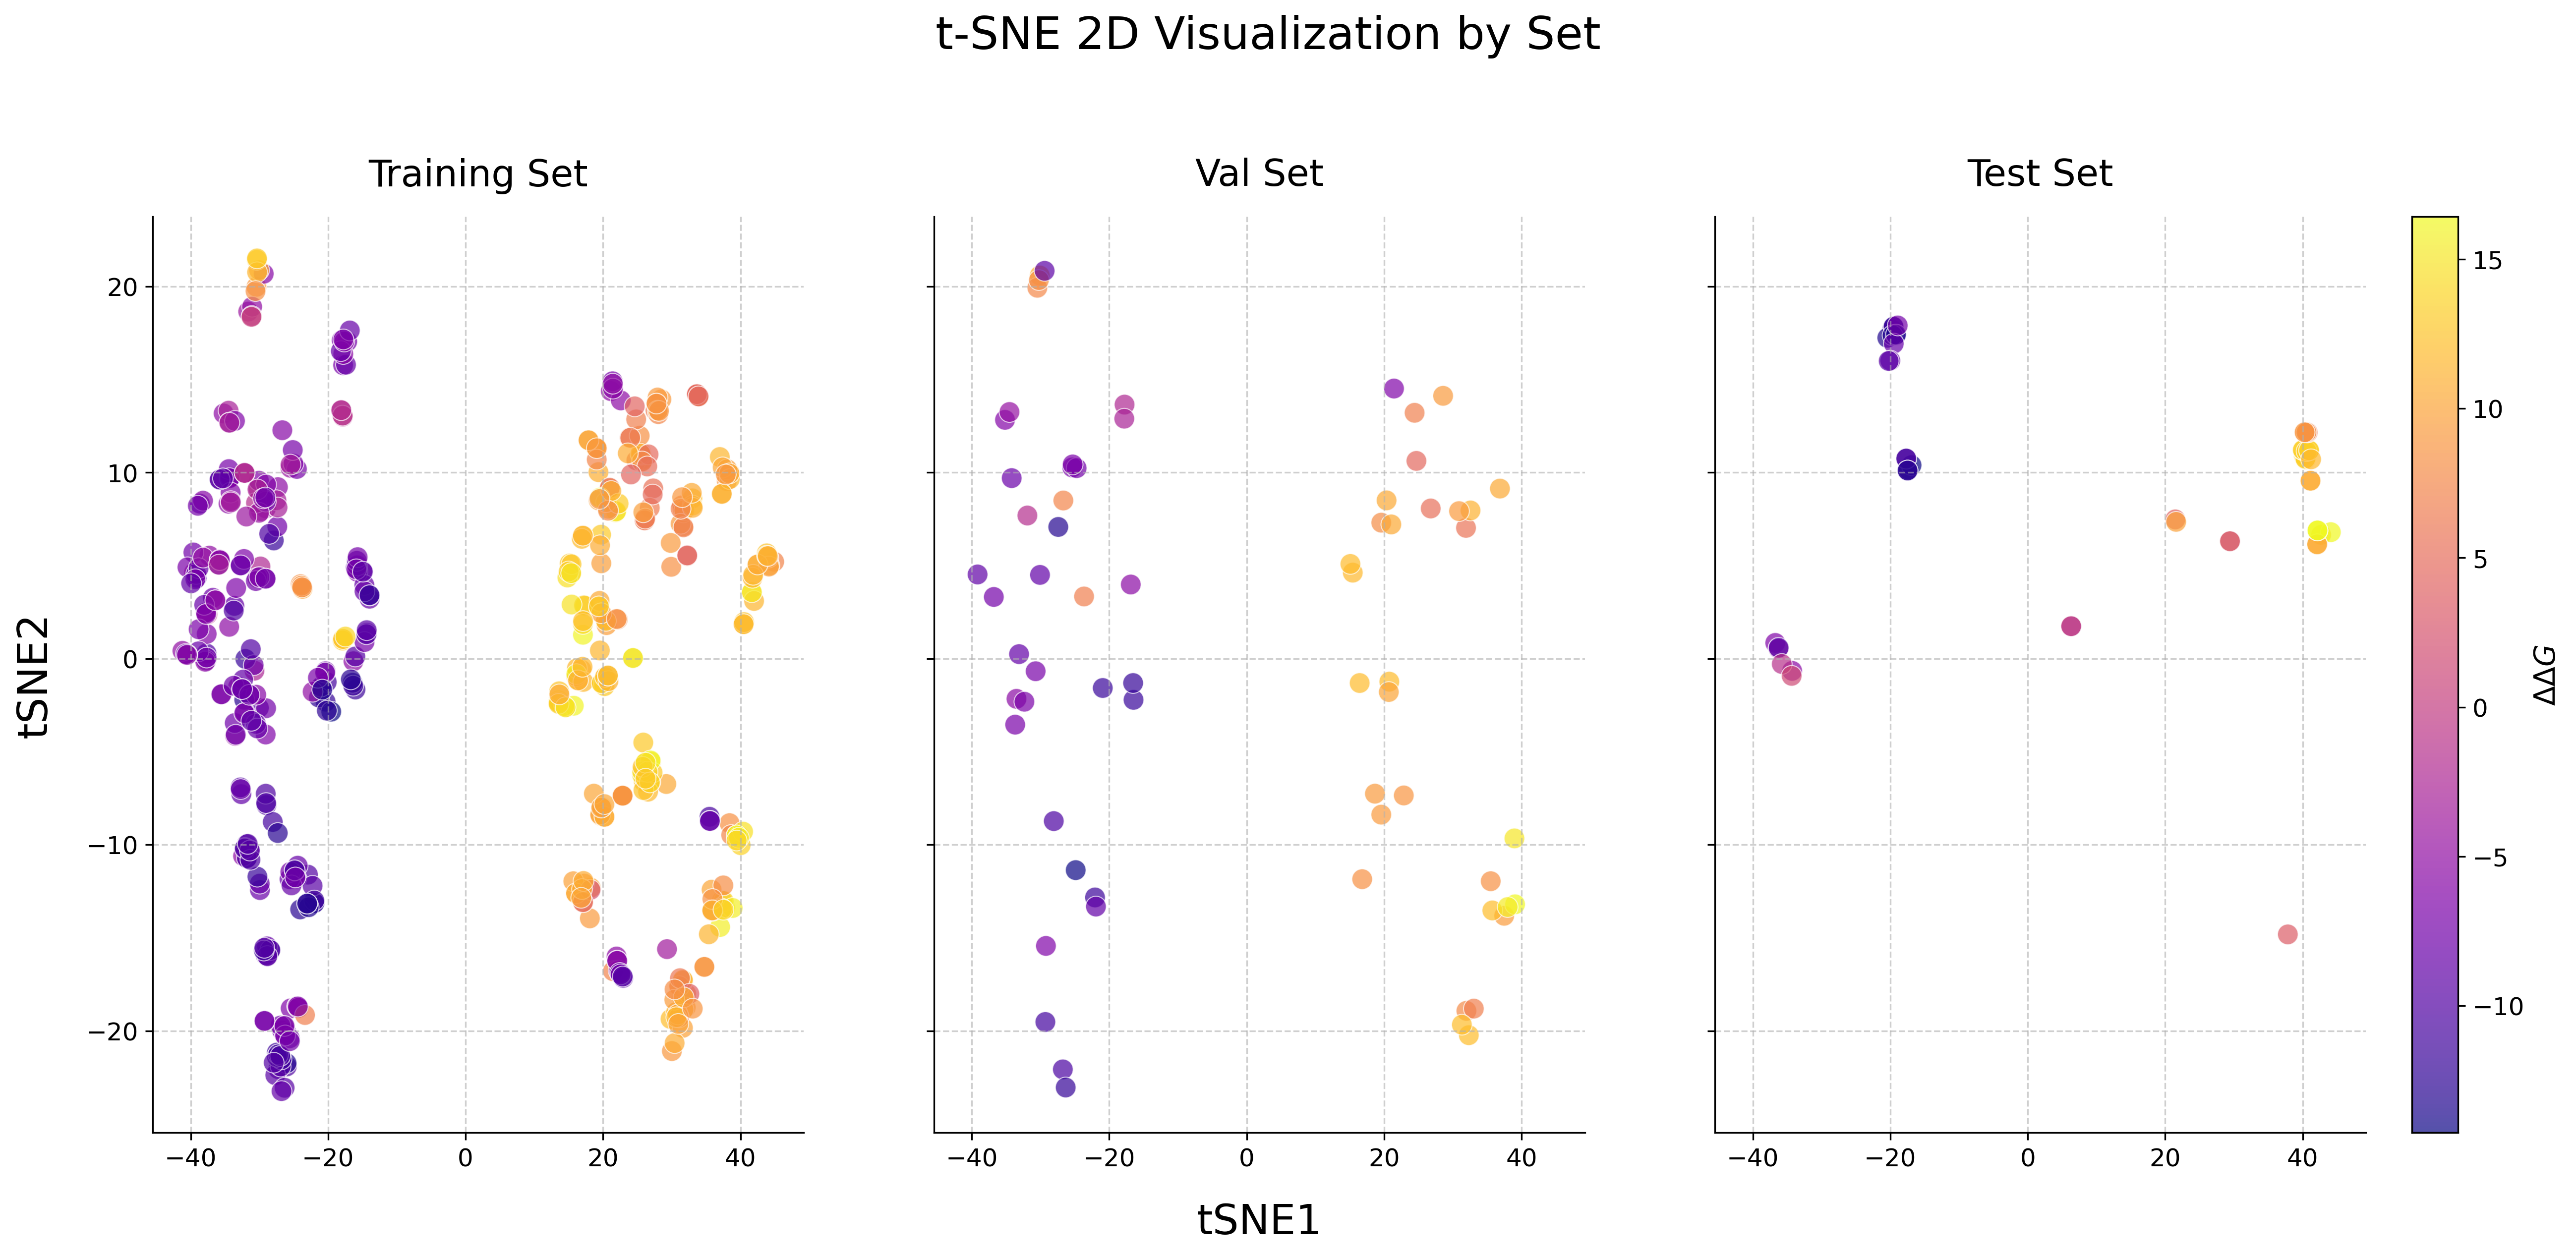 t-SNE 2D Visualization by Set
Training Set
Val Set
Test Set
20
10
0
−10
−20
tSNE2
−40 −20 0 20 40
−40 −20 0 20 40
−40 −20 0 20 40
tSNE1
15
10
5
0
−5
−10
ΔΔG